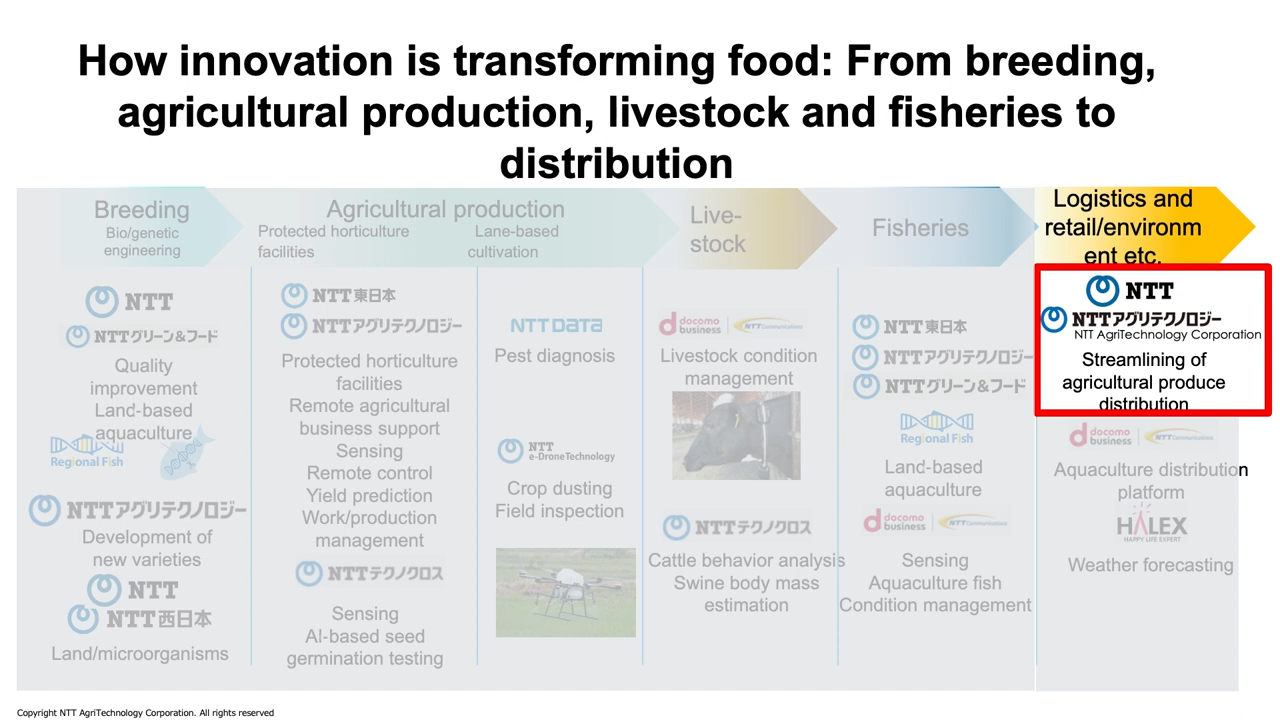 How innovation is transforming food: From breeding,
agricultural production, livestock and fisheries to
distribution
Breeding
Bio/genetic
engineering
NTT
NTTグリーン&フード
Quality
improvement
Land-based
aquaculture
Regional Fish
NTTアグリテクノロジー
Development of
new varieties
NTT
NTT西日本
Land/microorganisms
Agricultural production
Protected horticulture
facilities
Lane-based
cultivation
NTT東日本
NTTアグリテクノロジー
Protected horticulture
facilities
Remote agricultural
business support
Sensing
Remote control
Yield prediction
Work/production
management
NTTテクノクロス
Sensing
AI-based seed
germination testing
NTT DATA
Pest diagnosis
NTT
e-Drone Technology
Crop dusting
Field inspection
Live-
stock
docomo
business
NTT Communications
Livestock condition
management
NTTテクノクロス
Cattle behavior analysis
Swine body mass
estimation
Fisheries
NTT東日本
NTTアグリテクノロジー
NTTグリーン&フード
Regional Fish
Land-based
aquaculture
docomo
business
NTT Communications
Sensing
Aquaculture fish
Condition management
Logistics and
retail/environm
ent etc.
NTT
NTTアグリテクノロジー
NTT AgriTechnology Corporation
Streamlining of
agricultural produce
distribution
docomo
business
NTT Communications
Aquaculture distribution
platform
HALEX
HAPPY LIFE EXPERT
Weather forecasting
Copyright NTT AgriTechnology Corporation. All rights reserved